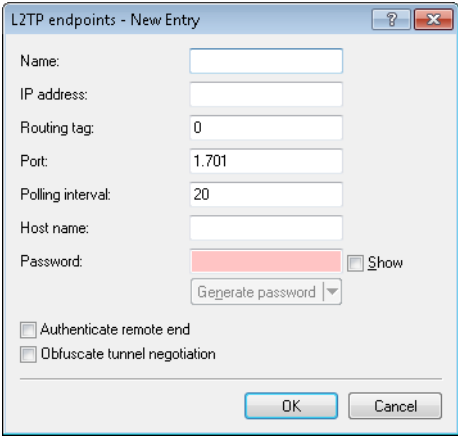 L2TP endpoints - New Entry
Name:
IP address:
Routing tag: 0
Port: 1.701
Polling interval: 20
Host name:
Password: Show
Generate password
Authenticate remote end
Obfuscate tunnel negotiation
OK Cancel